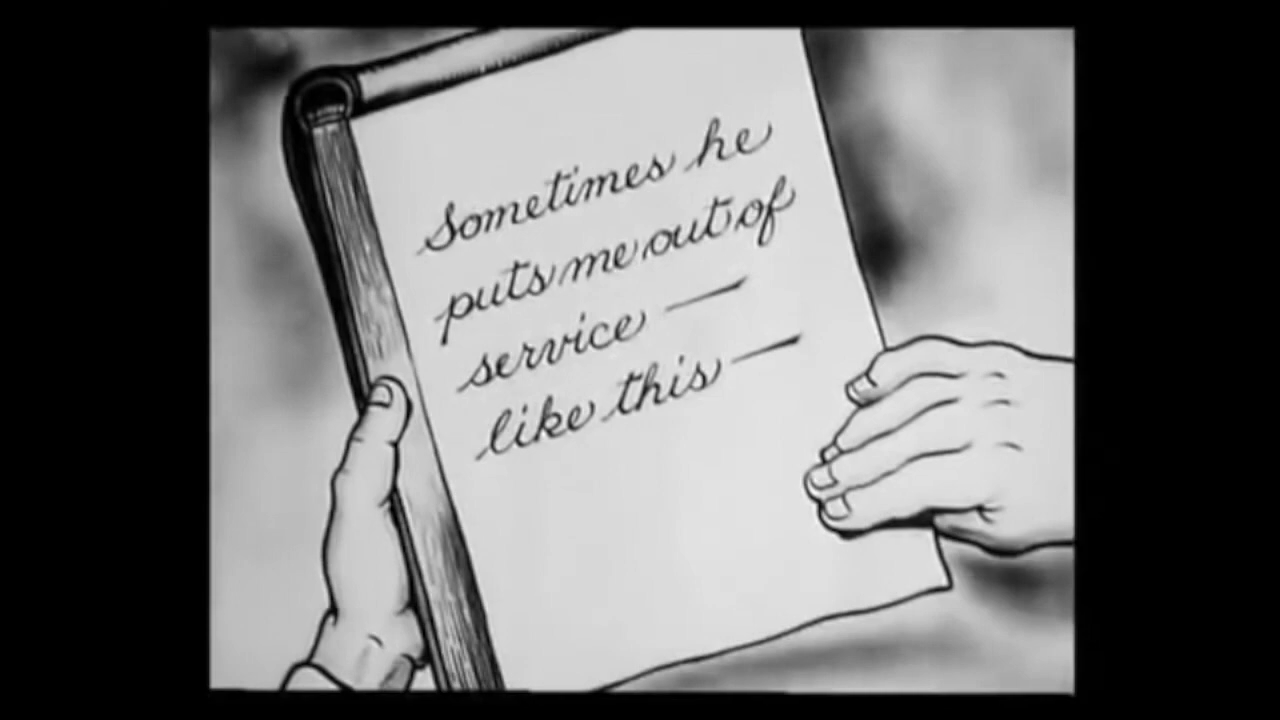 Sometimes he
puts me out of
service —
like this —